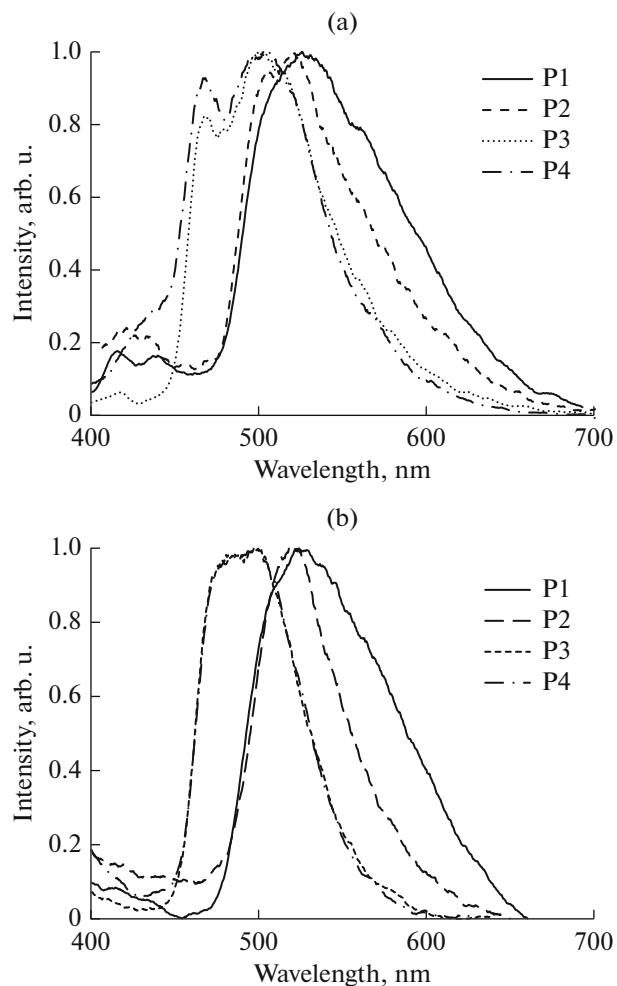 (a)
1.0
0.8
0.6
0.4
0.2
0
Intensity, arb. u.
P1
P2
P3
P4
400
500
600
700
Wavelength, nm
(b)
1.0
0.8
0.6
0.4
0.2
0
Intensity, arb. u.
P1
P2
P3
P4
400
500
600
700
Wavelength, nm